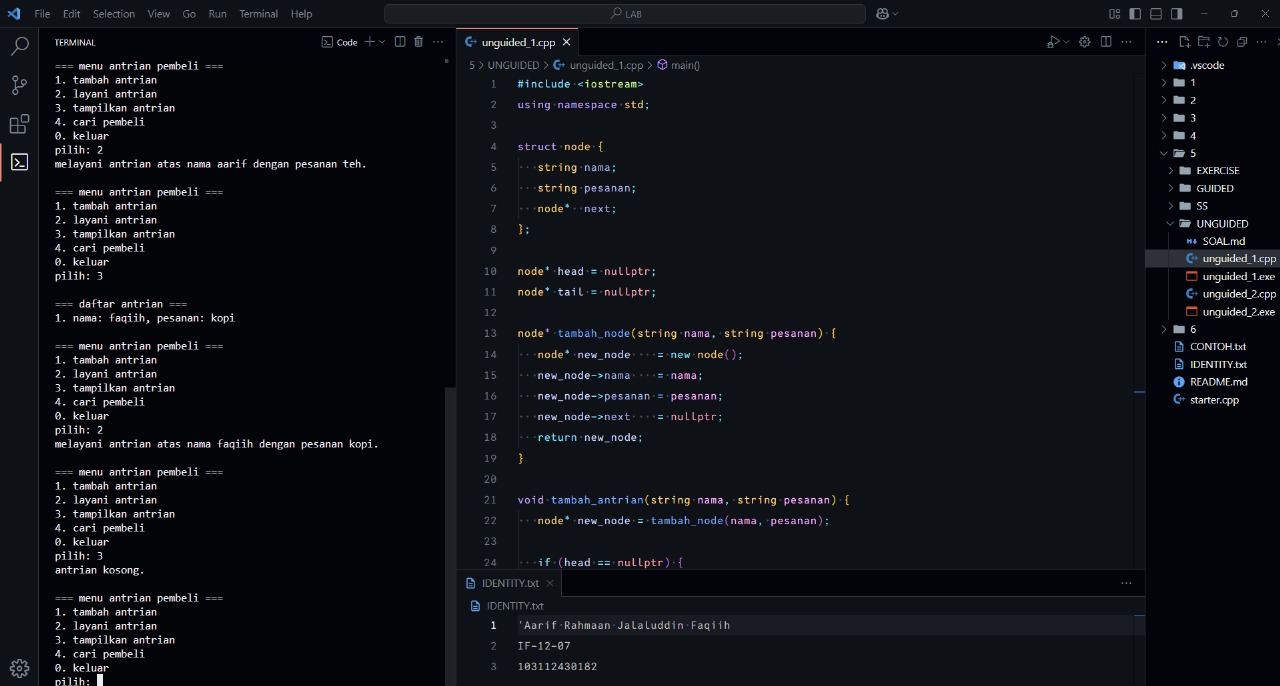 File Edit Selection View Go Run Terminal Help
LAB
TERMINAL
Code
=== menu antrian pembeli ===
1. tambah antrian
2. layani antrian
3. tampilkan antrian
4. cari pembeli
0. keluar
pilih: 2
melayani antrian atas nama aarif dengan pesanan teh.
=== menu antrian pembeli ===
1. tambah antrian
2. layani antrian
3. tampilkan antrian
4. cari pembeli
0. keluar
pilih: 3
=== daftar antrian ===
1. nama: faqiih, pesanan: kopi
=== menu antrian pembeli ===
1. tambah antrian
2. layani antrian
3. tampilkan antrian
4. cari pembeli
0. keluar
pilih: 2
melayani antrian atas nama faqiih dengan pesanan kopi.
=== menu antrian pembeli ===
1. tambah antrian
2. layani antrian
3. tampilkan antrian
4. cari pembeli
0. keluar
pilih: 3
antrian kosong.
=== menu antrian pembeli ===
1. tambah antrian
2. layani antrian
3. tampilkan antrian
4. cari pembeli
0. keluar
pilih:
unguided_1.cpp
5 > UNGUIDED > unguided_1.cpp > main()
1 #include <iostream>
2 using namespace std;
3
4 struct node {
5 string nama;
6 string pesanan;
7 node* next;
8 };
9
10 node* head = nullptr;
11 node* tail = nullptr;
12
13 node* tambah_node(string nama, string pesanan) {
14 node* new_node = new node();
15 new_node->nama = nama;
16 new_node->pesanan = pesanan;
17 new_node->next = nullptr;
18 return new_node;
19 }
20
21 void tambah_antrian(string nama, string pesanan) {
22 node* new_node = tambah_node(nama, pesanan);
23
24 if (head == nullptr) {
IDENTITY.txt
IDENTITY.txt
1 'Aarif Rahmaan Jalaluddin Faqiih
2 IF-12-07
3 103112430182
.vscode
1
2
3
4
5
EXERCISE
GUIDED
SS
UNGUIDED
SOAL.md
unguided_1.cpp
unguided_1.exe
unguided_2.cpp
unguided_2.exe
6
CONTOH.txt
IDENTITY.txt
README.md
starter.cpp